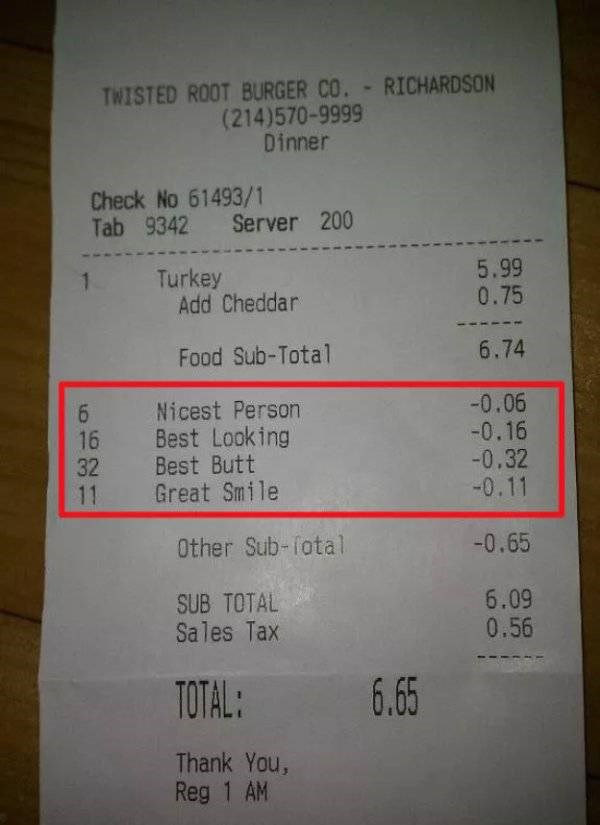 TWISTED ROOT BURGER CO. - RICHARDSON
(214)570-9999
Dinner
Check No 61493/1
Tab 9342 Server 200
1 Turkey 5.99
Add Cheddar 0.75
Food Sub-Total 6.74
6 Nicest Person -0.06
16 Best Looking -0.16
32 Best Butt -0.32
11 Great Smile -0.11
Other Sub-Total -0.65
SUB TOTAL 6.09
Sales Tax 0.56
TOTAL: 6.65
Thank You,
Reg 1 AM